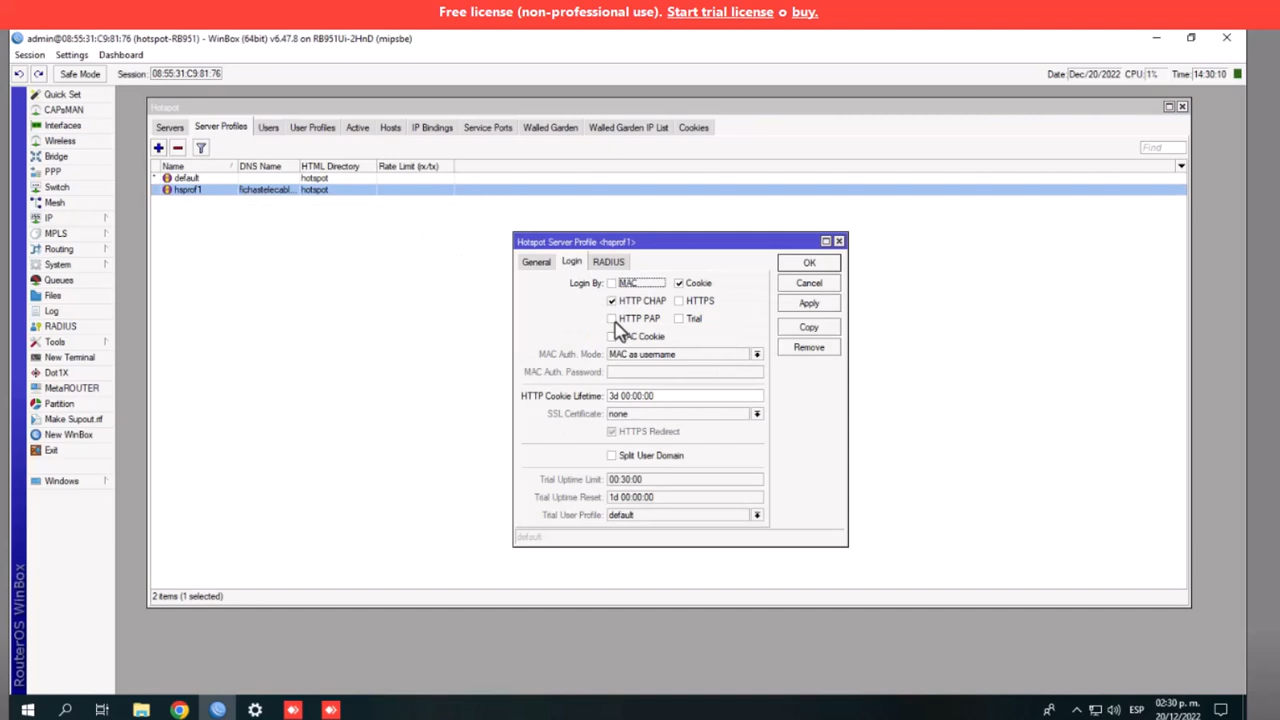 Free license (non-professional use). Start trial license o buy.
admin@08:55:31:C9:81:76 (hotspot-RB951) - WinBox (64bit) v6.47.8 on RB951Ui-2HnD (mipsbe)
Session Settings Dashboard
Safe Mode Session: 08:55:31:C9:81:76 Date: Dec/20/2022 CPU: 1% Time: 14:30:10
Quick Set
CAPsMAN
Interfaces
Wireless
Bridge
PPP
Switch
Mesh
IP
MPLS
Routing
System
Queues
Files
Log
RADIUS
Tools
New Terminal
Dot1X
MetaROUTER
Partition
Make Supout.rif
New WinBox
Exit
Windows
RouterOS WinBox
Hotspot
Servers Server Profiles Users User Profiles Active Hosts IP Bindings Service Ports Walled Garden Walled Garden IP List Cookies
Find
Name DNS Name HTML Directory Rate Limit (rx/tx)
* default hotspot
hsprof1 fichastelecabl... hotspot
2 items (1 selected)
Hotspot Server Profile <hsprof1>
General Login RADIUS
Login By: MAC Cookie
HTTP CHAP HTTPS
HTTP PAP Trial
Cookie
MAC Auth. Mode: MAC as username
MAC Auth. Password:
HTTP Cookie Lifetime: 3d 00:00:00
SSL Certificate: none
HTTPS Redirect
Split User Domain
Trial Uptime Limit: 00:30:00
Trial Uptime Reset: 1d 00:00:00
Trial User Profile: default
default
OK
Cancel
Apply
Copy
Remove
ESP
02:30 p. m.
20/12/2022